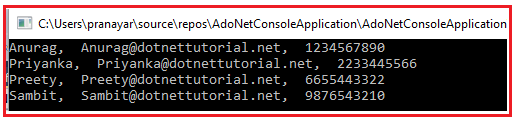 C:\Users\pranayar\source\repos\AdoNetConsoleApplication\AdoNetConsoleApplication
Anurag,  Anurag@dotnettutorial.net,  1234567890
Priyanka,  Priyanka@dotnettutorial.net,  2233445566
Preety,  Preety@dotnettutorial.net,  6655443322
Sambit,  Sambit@dotnettutorial.net,  9876543210